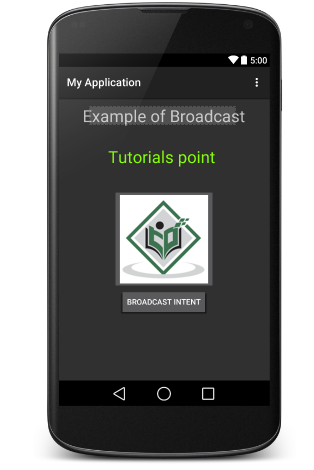 5:00
My Application
Example of Broadcast
Tutorials point
BROADCAST INTENT